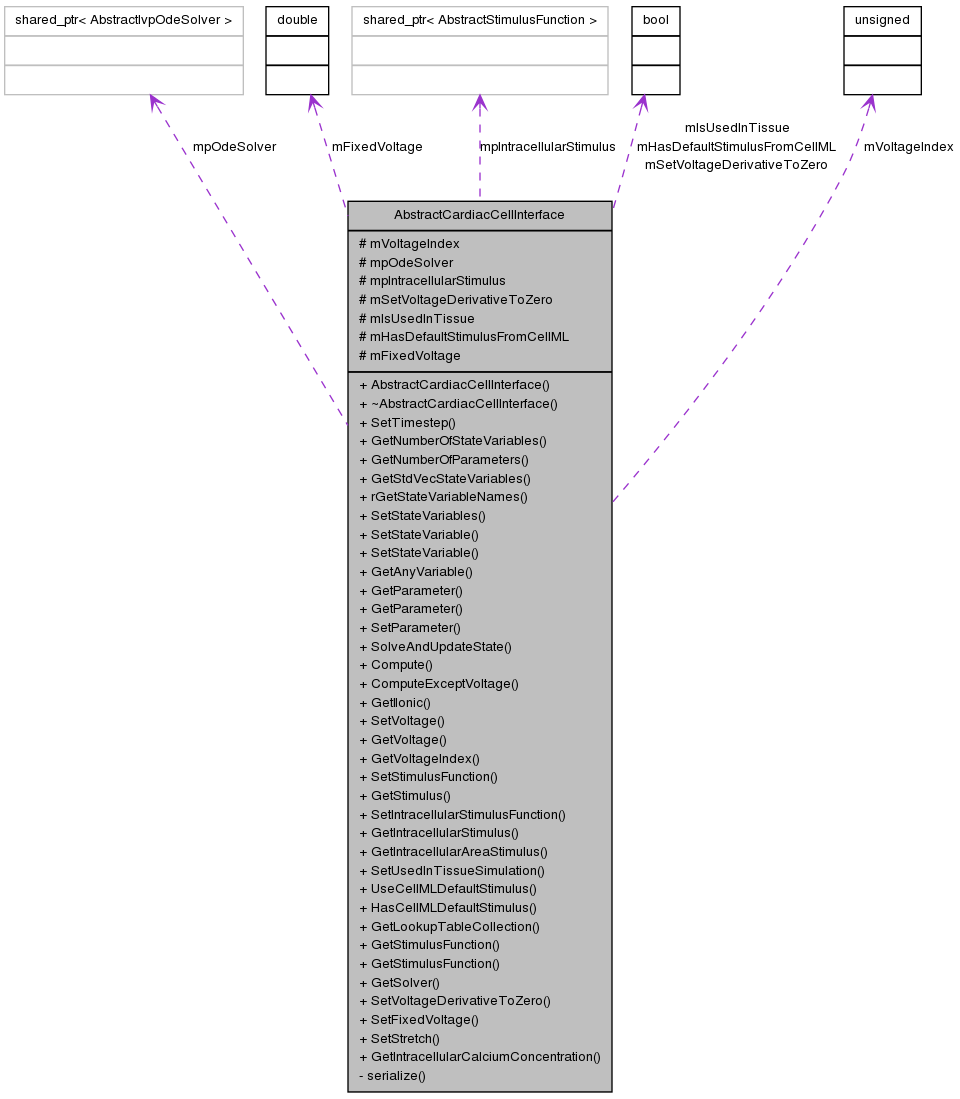 shared_ptr< AbstractIvpOdeSolver >
double
shared_ptr< AbstractStimulusFunction >
bool
unsigned
mpOdeSolver
mFixedVoltage
mpIntracellularStimulus
mIsUsedInTissue
mHasDefaultStimulusFromCellML
mSetVoltageDerivativeToZero
mVoltageIndex
AbstractCardiacCellInterface
# mVoltageIndex
# mpOdeSolver
# mpIntracellularStimulus
# mSetVoltageDerivativeToZero
# mIsUsedInTissue
# mHasDefaultStimulusFromCellML
# mFixedVoltage
+ AbstractCardiacCellInterface()
+ ~AbstractCardiacCellInterface()
+ SetTimestep()
+ GetNumberOfStateVariables()
+ GetNumberOfParameters()
+ GetStdVecStateVariables()
+ rGetStateVariableNames()
+ SetStateVariables()
+ SetStateVariable()
+ SetStateVariable()
+ GetAnyVariable()
+ GetParameter()
+ GetParameter()
+ SetParameter()
+ SolveAndUpdateState()
+ Compute()
+ ComputeExceptVoltage()
+ GetIIonic()
+ SetVoltage()
+ GetVoltage()
+ GetVoltageIndex()
+ SetStimulusFunction()
+ GetStimulus()
+ SetIntracellularStimulusFunction()
+ GetIntracellularStimulus()
+ GetIntracellularAreaStimulus()
+ SetUsedInTissueSimulation()
+ UseCellMLDefaultStimulus()
+ HasCellMLDefaultStimulus()
+ GetLookupTableCollection()
+ GetStimulusFunction()
+ GetStimulusFunction()
+ GetSolver()
+ SetVoltageDerivativeToZero()
+ SetFixedVoltage()
+ SetStretch()
+ GetIntracellularCalciumConcentration()
- serialize()